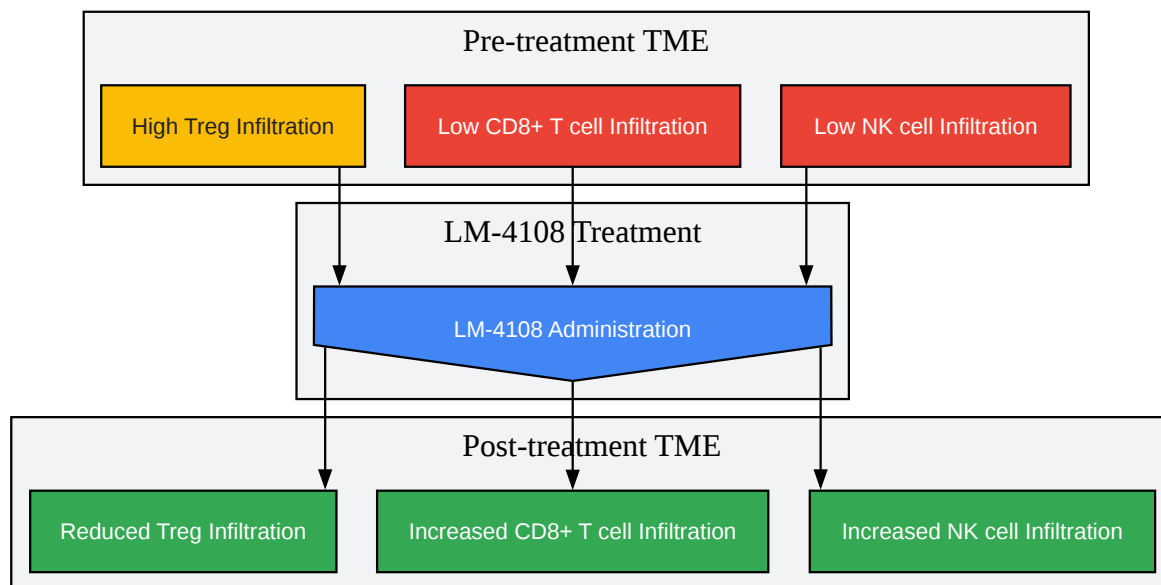 Pre-treatment TME
High Treg Infiltration
Low CD8+ T cell Infiltration
Low NK cell Infiltration
LM-4108 Treatment
LM-4108 Administration
Post-treatment TME
Reduced Treg Infiltration
Increased CD8+ T cell Infiltration
Increased NK cell Infiltration